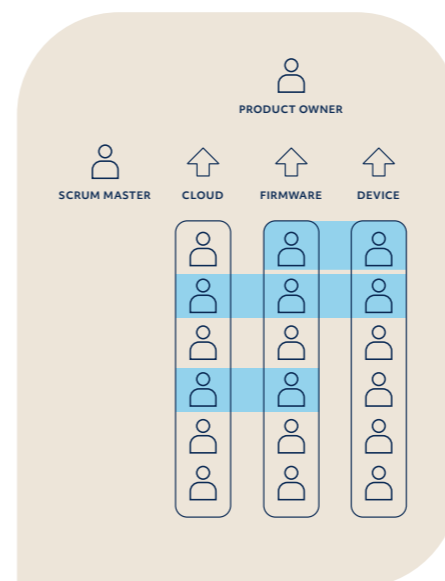 PRODUCT OWNER
SCRUM MASTER
CLOUD
FIRMWARE
DEVICE